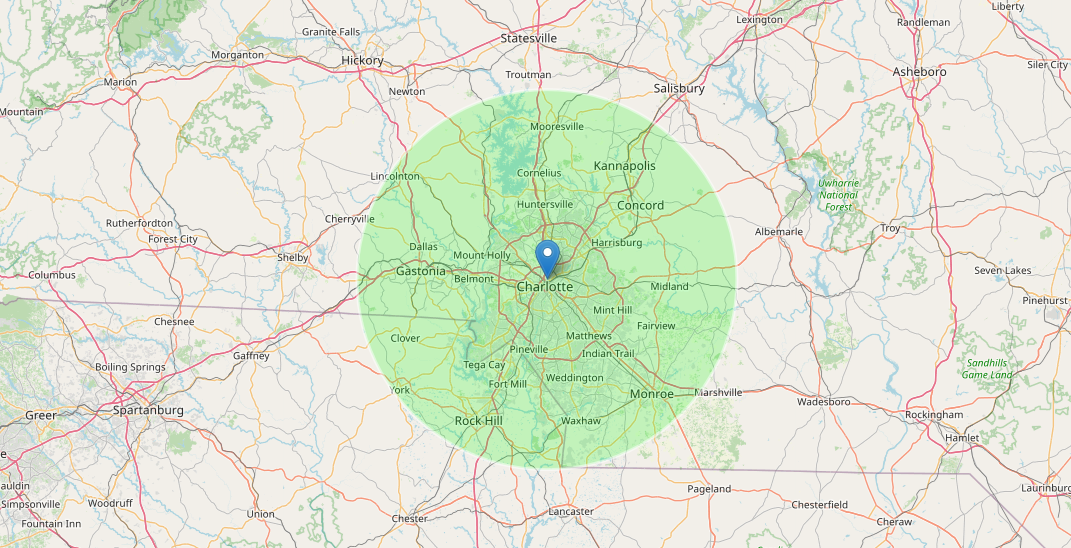 Liberty
Lexington
Randleman
Granite Falls
Statesville
Morganton
Hickory
Siler City
Asheboro
Troutman
Marion
Salisbury
Newton
Mountain
Mooresville
Kannapolis
Cornelius
Lincolnton
Uwharrie
National
Forest
Huntersville
Concord
Cherryville
Rutherfordton
Troy
Albemarle
Forest City
Harrisburg
Dallas
Mount Holly
Shelby
Gastonia
Seven Lakes
Columbus
Belmont
Charlotte
Midland
Pinehurst
Mint Hill
Chesnee
Fairview
Matthews
Clover
Pineville
Indian Trail
Gaffney
Sandhills
Game Land
Boiling Springs
Tega Cay
Weddington
Fort Mill
York
Monroe
Marshville
Wadesboro
Spartanburg
Greer
Rockingham
Rock Hill
Waxhaw
Hamlet
e
auldin
Pageland
Laurinburg
Simpsonville
Woodruff
Chesterfield
Union
Lancaster
Chester
Cheraw
Fountain Inn